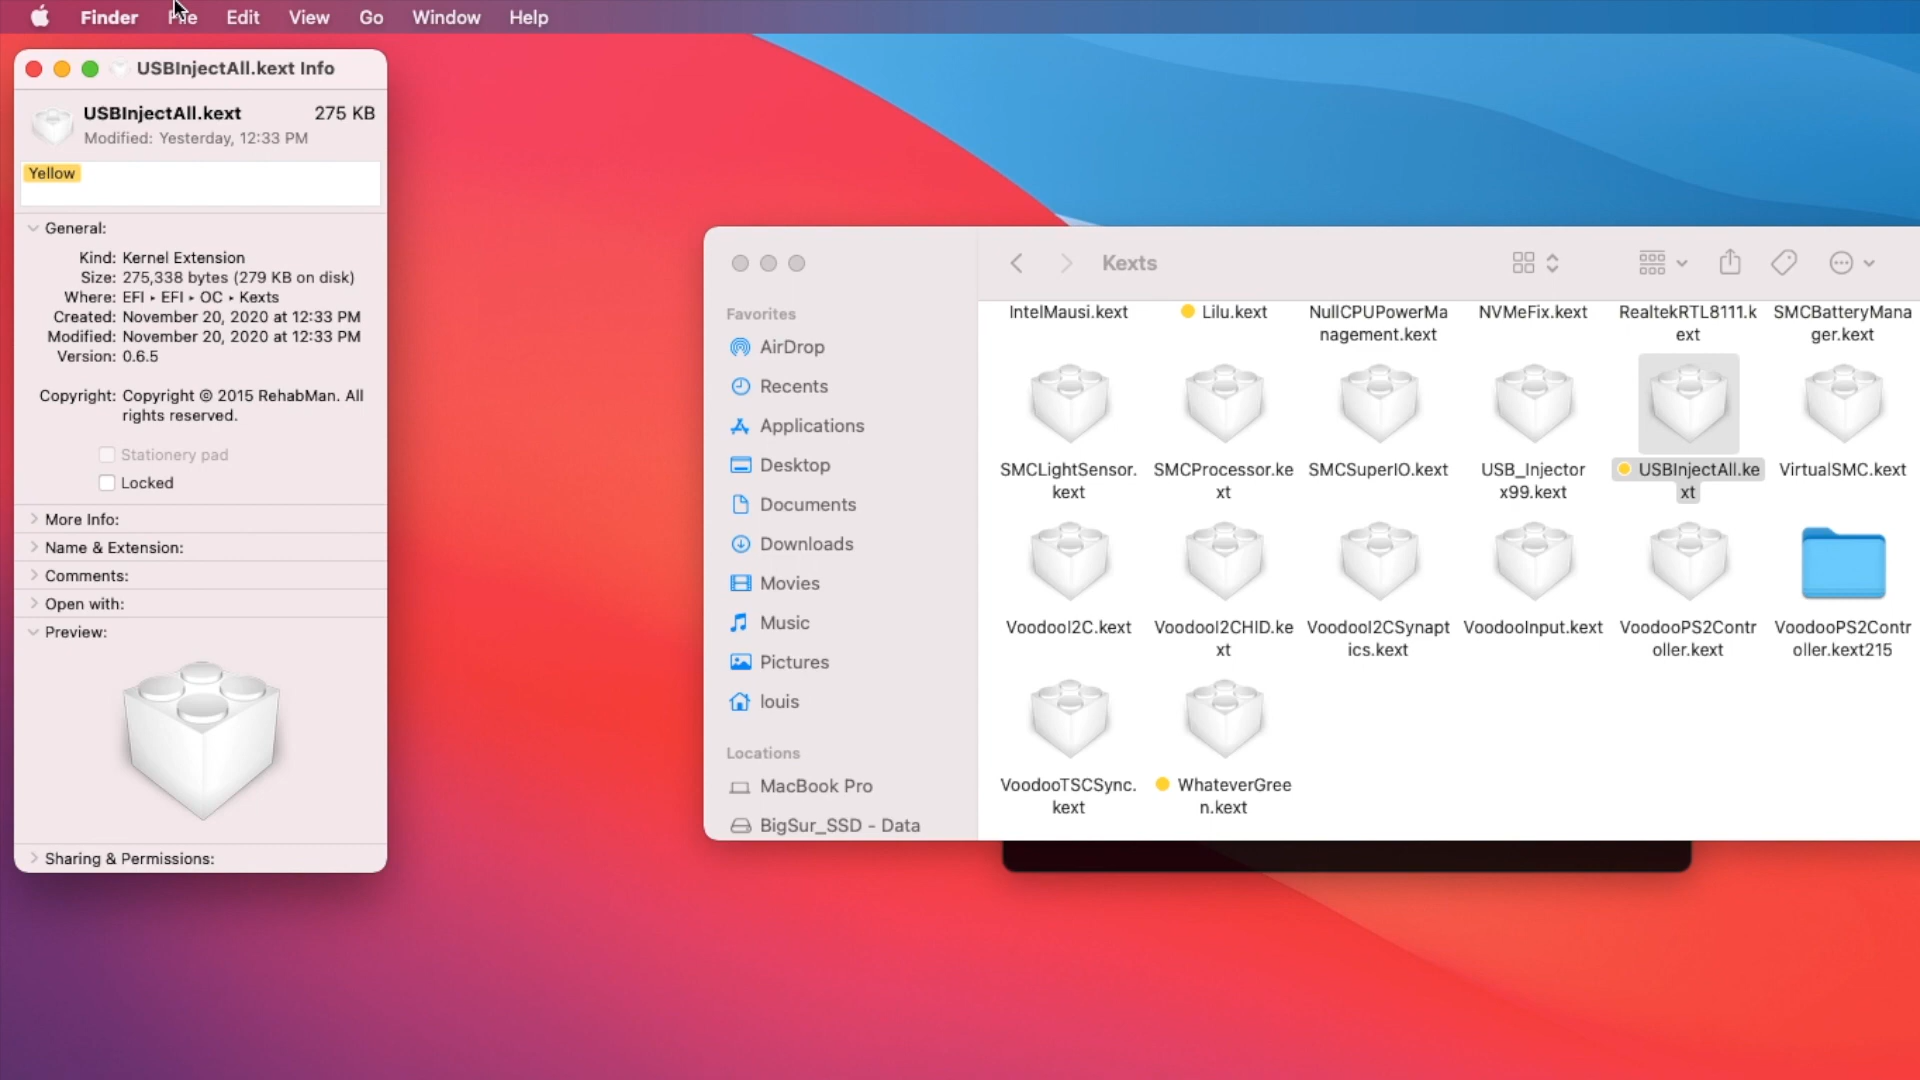 Finder File Edit View Go Window Help
USBInjectAll.kext Info
USBInjectAll.kext 275 KB
Modified: Yesterday, 12:33 PM
Yellow
General:
Kind: Kernel Extension
Size: 275,338 bytes (279 KB on disk)
Where: EFI ▸ EFI ▸ OC ▸ Kexts
Created: November 20, 2020 at 12:33 PM
Modified: November 20, 2020 at 12:33 PM
Version: 0.6.5
Copyright: Copyright © 2015 RehabMan. All
rights reserved.
Stationery pad
Locked
More Info:
Name & Extension:
Comments:
Open with:
Preview:
Sharing & Permissions:
Kexts
Favorites
AirDrop
Recents
Applications
Desktop
Documents
Downloads
Movies
Music
Pictures
louis
Locations
MacBook Pro
BigSur_SSD - Data
IntelMausi.kext Lilu.kext NullCPUPowerMa NVMeFix.kext RealtekRTL8111.k SMCBatteryMana
nagement.kext ext ger.kext
SMCLightSensor. SMCProcessor.ke SMCSuperIO.kext USB_Injector USBInjectAll.ke VirtualSMC.kext
kext xt x99.kext xt
VoodooI2C.kext VoodooI2CHID.ke VoodooI2CSynapt VoodooInput.kext VoodooPS2Contr VoodooPS2Contr
xt ics.kext oller.kext oller.kext215
VoodooTSCSync. WhateverGree
kext n.kext